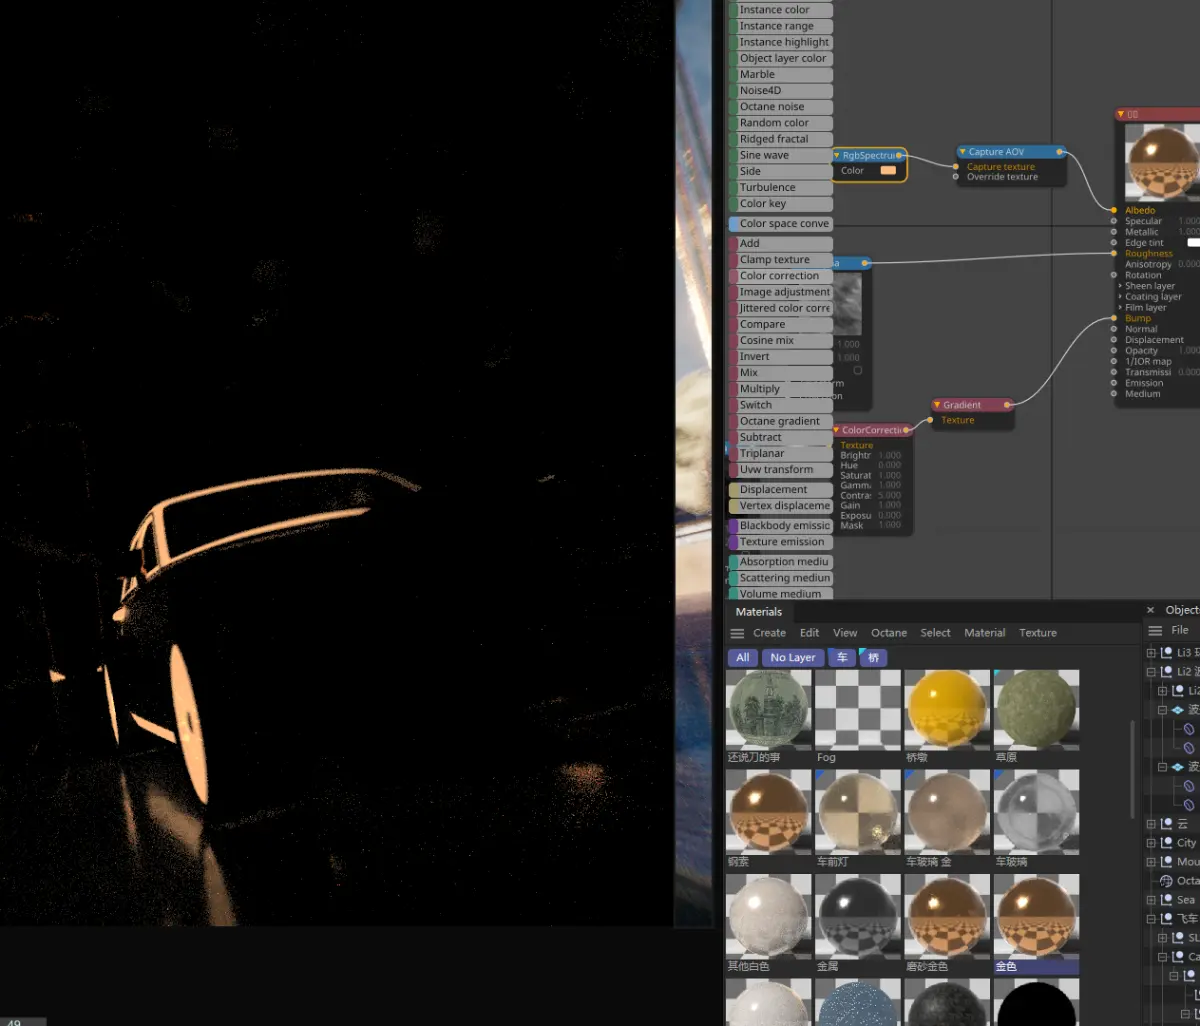 Instance color
Instance range
Instance highlight
Object layer color
Marble
Noise4D
Octane noise
Random color
Ridged fractal
Sine wave
Side
Turbulence
Color key
Color space conve
Add
Clamp texture
Color correction
Image adjustment
Jittered color corre
Compare
Cosine mix
Invert
Mix
Multiply
Switch
Octane gradient
Subtract
Triplanar
Uvw transform
Displacement
Vertex displaceme
Blackbody emissio
Texture emission
Absorption mediu
Scattering medium
Volume medium
RgbSpectru
Color
Capture AOV
Capture texture
Override texture
1.000
1.000
ColorCorrectio
Texture
Brightr 1.000
Hue 0.000
Saturat 1.000
Gamma 1.000
Contra: 5.000
Gain 1.000
Exposu 0.000
Mask 1.000
Gradient
Texture
Albedo
Specular 1.000
Metallic 1.000
Edge tint
Roughness
Anisotropy 0.000
Rotation
Sheen layer
Coating layer
Film layer
Bump
Normal
Displacement
Opacity 1.000
1/IOR map
Transmissi 0.000
Emission
Medium
Materials
Create Edit View Octane Select Material Texture
All No Layer 车 桥
还说刀的事 Fog 桥墩 草原
钢索 车前灯 车玻璃 金 车玻璃
其他白色 金属 磨砂金色 金色
Objects
File
Li3
Li2 波
Li2
波
波
云
City
Mou
Octa
Sea
飞车
SL
Ca
49